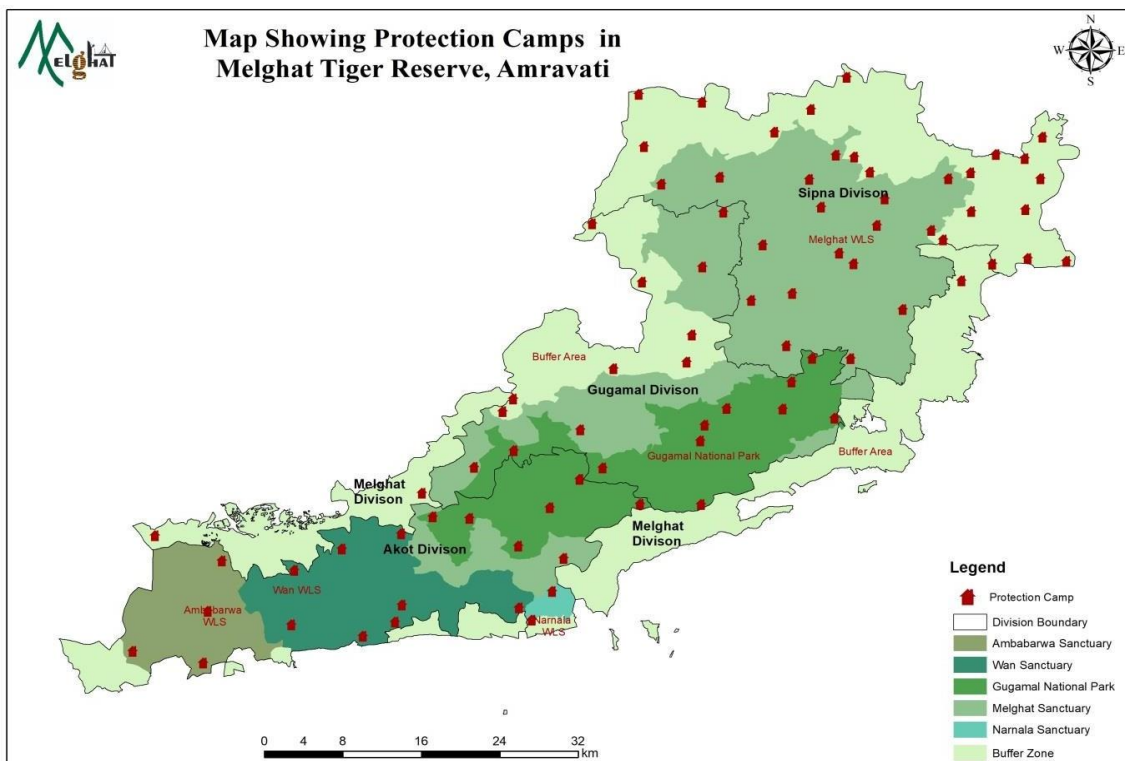 MELGHAT
Map Showing Protection Camps in
Melghat Tiger Reserve, Amravati
N
W E
S
Sipna Divison
Melghat WLS
Buffer Area
Gugamal Divison
Gugamal National Park
Buffer Area
Melghat
Divison
Melghat
Divison
Akot Divison
Wan WLS
Ambabarwa
WLS
Narnala
WLS
Legend
Protection Camp
Division Boundary
Ambabarwa Sanctuary
Wan Sanctuary
Gugamal National Park
Melghat Sanctuary
Narnala Sanctuary
Buffer Zone
0 4 8 16 24 32
km